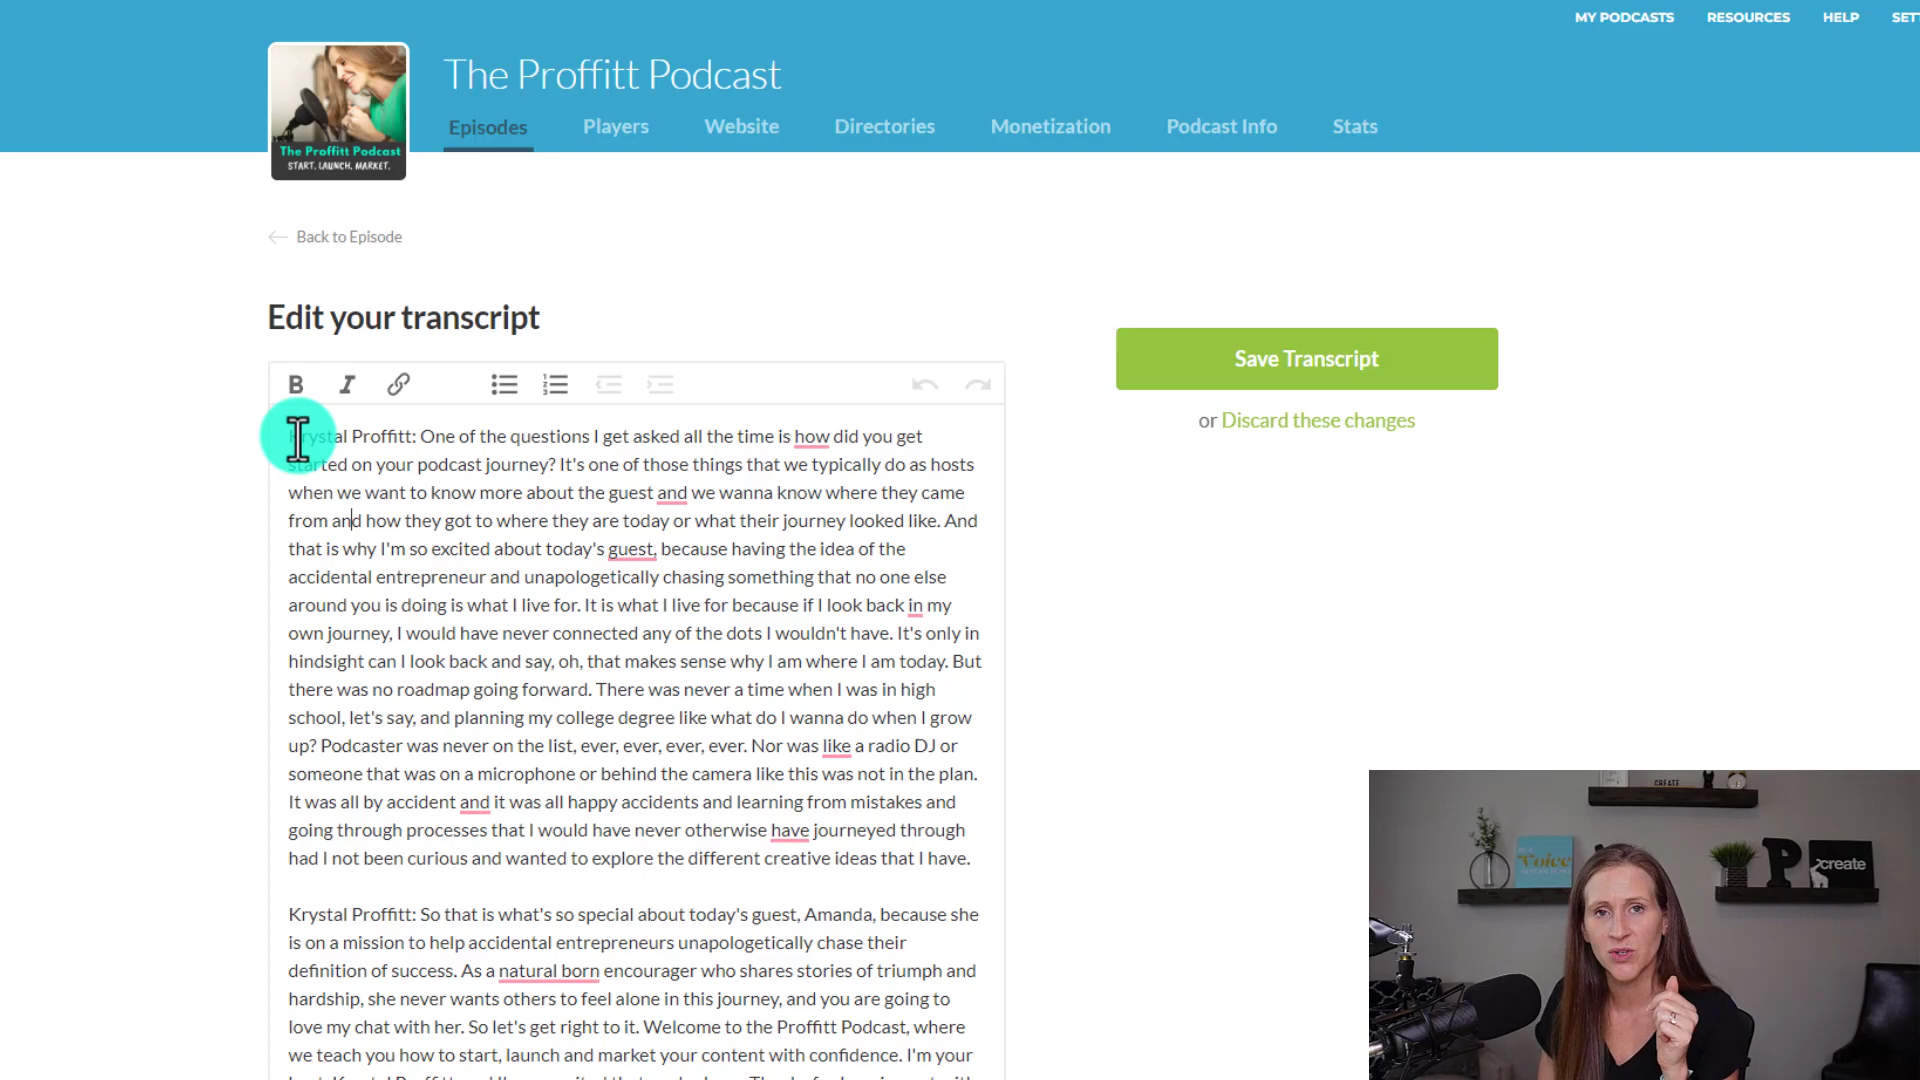 MY PODCASTS RESOURCES HELP SETT
The Proffitt Podcast
Episodes Players Website Directories Monetization Podcast Info Stats
The Proffitt Podcast
START. LAUNCH. MARKET.
Back to Episode
Edit your transcript
Save Transcript
or Discard these changes
B I
Krystal Proffitt: One of the questions I get asked all the time is how did you get
started on your podcast journey? It's one of those things that we typically do as hosts
when we want to know more about the guest and we wanna know where they came
from and how they got to where they are today or what their journey looked like. And
that is why I'm so excited about today's guest, because having the idea of the
accidental entrepreneur and unapologetically chasing something that no one else
around you is doing is what I live for. It is what I live for because if I look back in my
own journey, I would have never connected any of the dots I wouldn't have. It's only in
hindsight can I look back and say, oh, that makes sense why I am where I am today. But
there was no roadmap going forward. There was never a time when I was in high
school, let's say, and planning my college degree like what do I wanna do when I grow
up? Podcaster was never on the list, ever, ever, ever, ever. Nor was like a radio DJ or
someone that was on a microphone or behind the camera like this was not in the plan.
It was all by accident and it was all happy accidents and learning from mistakes and
going through processes that I would have never otherwise have journeyed through
had I not been curious and wanted to explore the different creative ideas that I have.
Krystal Proffitt: So that is what's so special about today's guest, Amanda, because she
is on a mission to help accidental entrepreneurs unapologetically chase their
definition of success. As a natural born encourager who shares stories of triumph and
hardship, she never wants others to feel alone in this journey, and you are going to
love my chat with her. So let's get right to it. Welcome to the Proffitt Podcast, where
we teach you how to start, launch and market your content with confidence. I'm your
CREATE
Voice
P
create